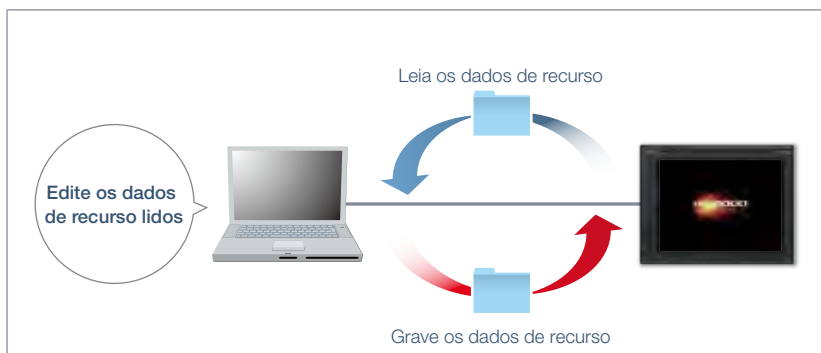 Leia os dados de recurso
Edite os dados
de recurso lidos
Grave os dados de recurso